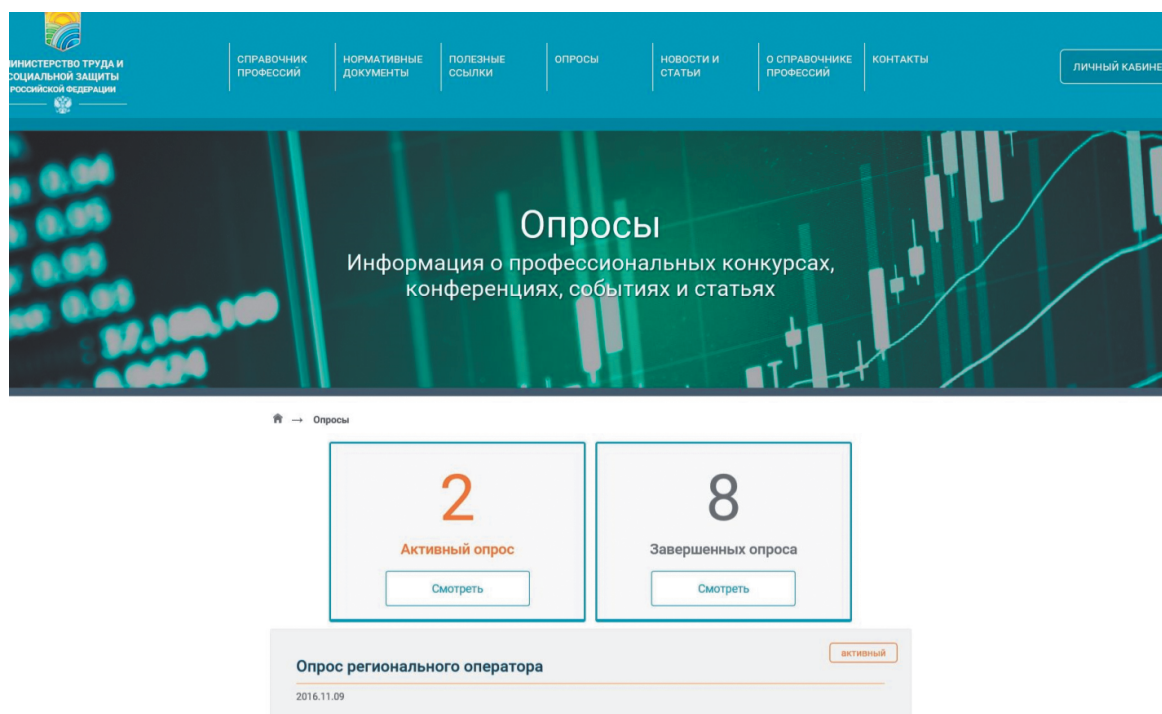 МИНИСТЕРСТВО ТРУДА И
СОЦИАЛЬНОЙ ЗАЩИТЫ
РОССИЙСКОЙ ФЕДЕРАЦИИ
СПРАВОЧНИК
ПРОФЕССИЙ
НОРМАТИВНЫЕ
ДОКУМЕНТЫ
ПОЛЕЗНЫЕ
ССЫЛКИ
ОПРОСЫ
НОВОСТИ И
СТАТЬИ
О СПРАВОЧНИКЕ
ПРОФЕССИЙ
КОНТАКТЫ
ЛИЧНЫЙ КАБИНЕ
Опросы
Информация о профессиональных конкурсах,
конференциях, событиях и статьях
→ Опросы
2
Активный опрос
Смотреть
8
Завершенных опроса
Смотреть
активный
Опрос регионального оператора
2016.11.09